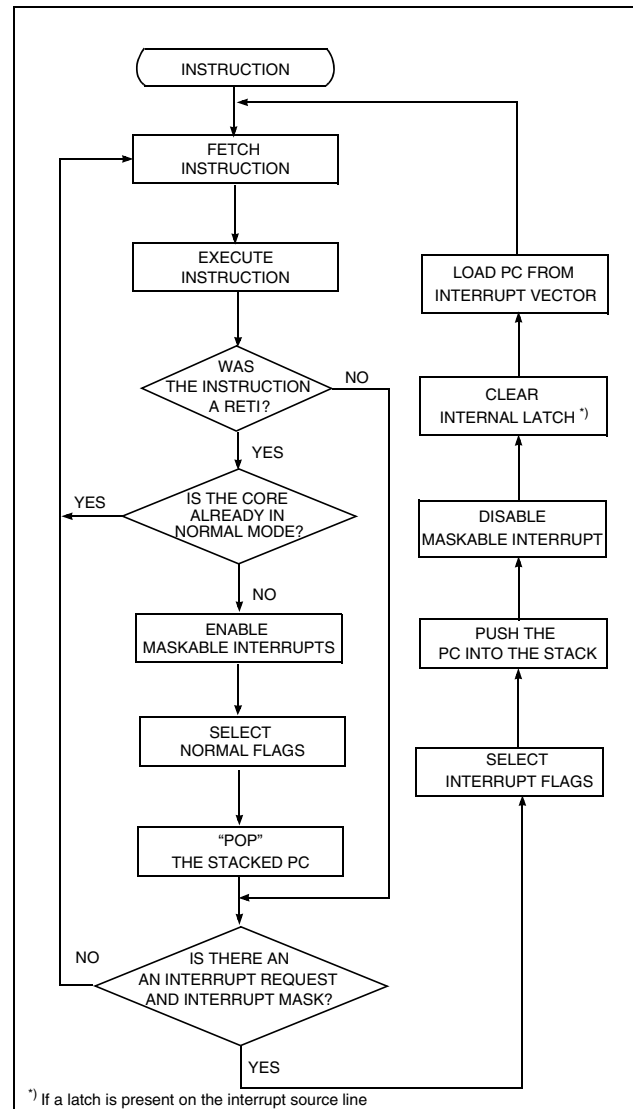 INSTRUCTION
FETCH
INSTRUCTION
EXECUTE
INSTRUCTION
WAS
THE INSTRUCTION
A RETI?
NO
YES
IS THE CORE
ALREADY IN
NORMAL MODE?
YES
NO
ENABLE
MASKABLE INTERRUPTS
SELECT
NORMAL FLAGS
“POP”
THE STACKED PC
IS THERE AN
AN INTERRUPT REQUEST
AND INTERRUPT MASK?
NO
YES
SELECT
INTERRUPT FLAGS
PUSH THE
PC INTO THE STACK
DISABLE
MASKABLE INTERRUPT
CLEAR
INTERNAL LATCH *)
LOAD PC FROM
INTERRUPT VECTOR
*) If a latch is present on the interrupt source line